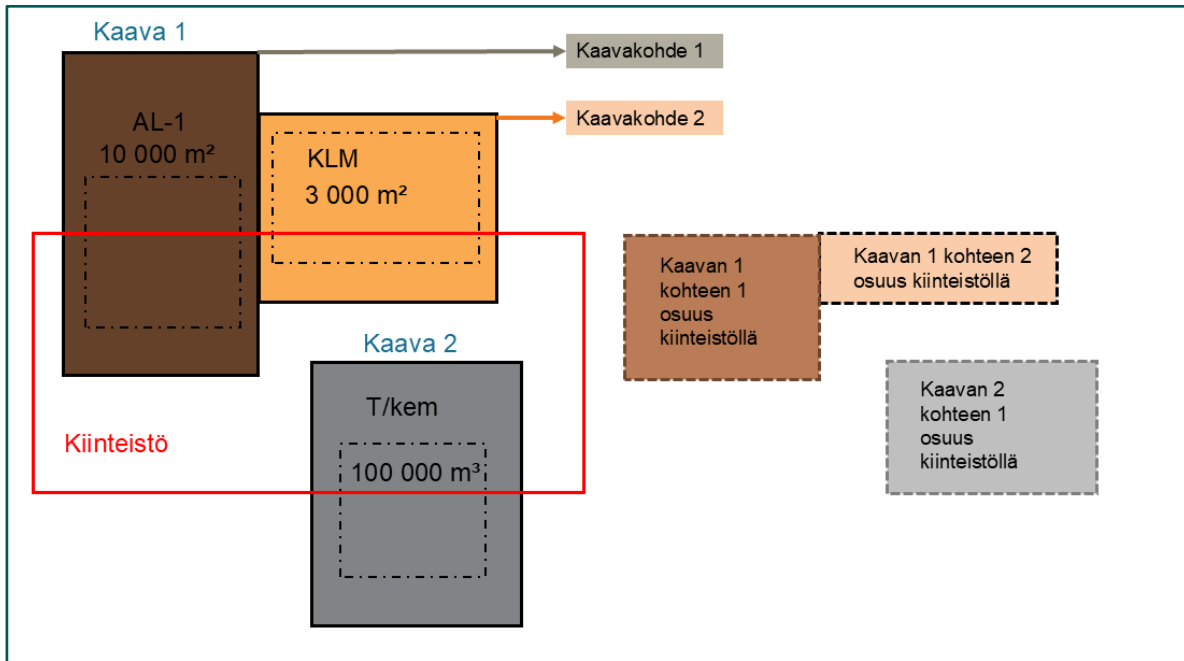 Kaava 1
Kaavakohde 1
Kaavakohde 2
AL-1
10 000 m²
KLM
3 000 m²
Kaavan 1
kohteen 1
osuus
kiinteistöllä
Kaavan 1 kohteen 2
osuus kiinteistöllä
Kaava 2
T/kem
100 000 m³
Kiinteistö
Kaavan 2
kohteen 1
osuus
kiinteistöllä